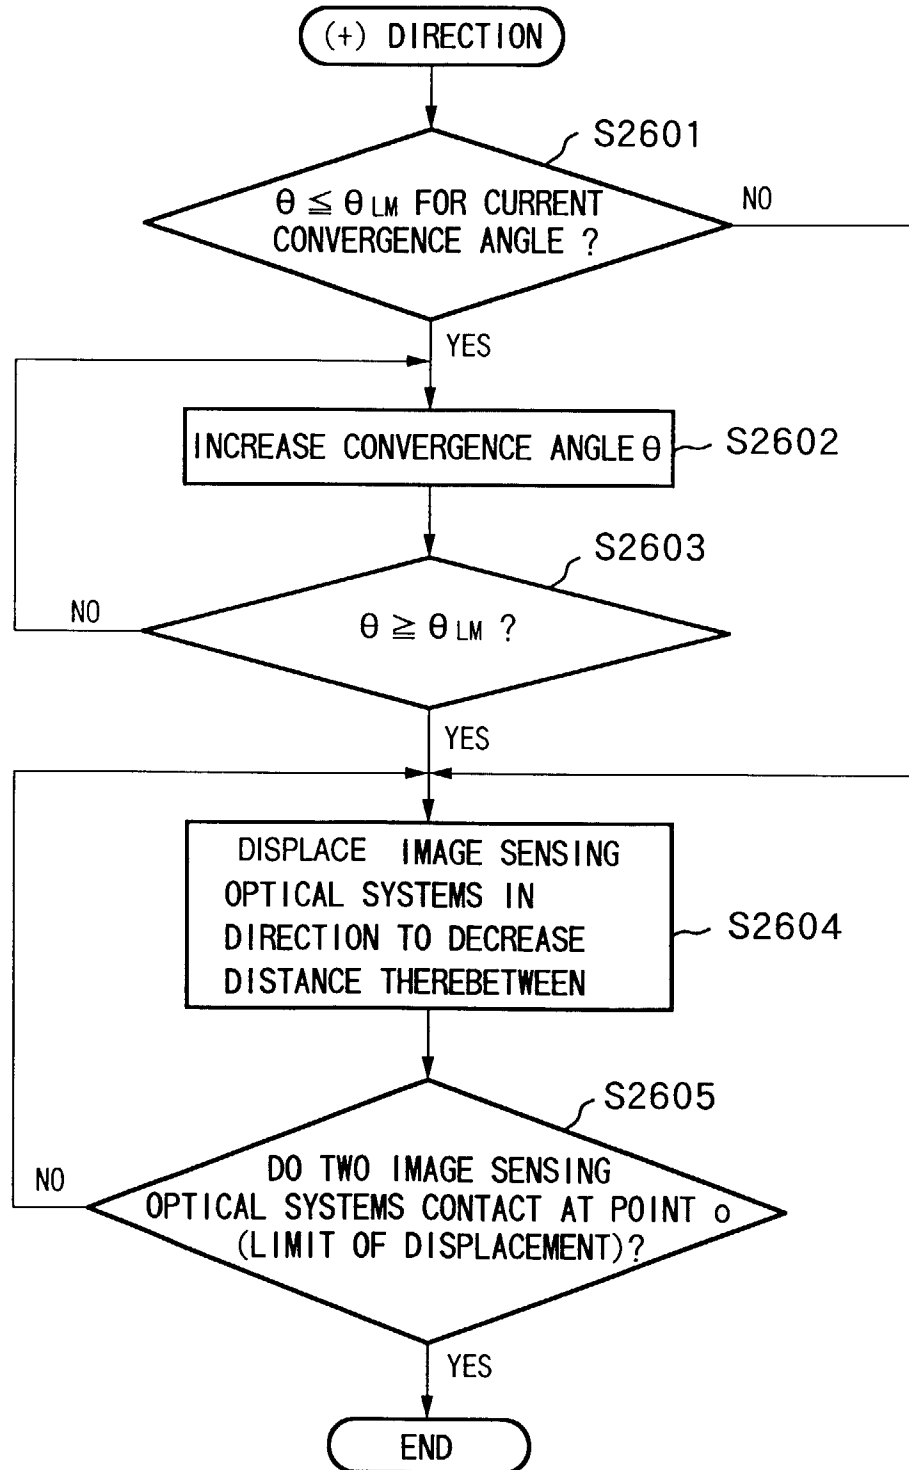 (+) DIRECTION
S2601
θ ≦ θLM FOR CURRENT
CONVERGENCE ANGLE ?
NO
YES
INCREASE CONVERGENCE ANGLE θ
S2602
S2603
θ ≧ θLM ?
NO
YES
DISPLACE IMAGE SENSING
OPTICAL SYSTEMS IN
DIRECTION TO DECREASE
DISTANCE THEREBETWEEN
S2604
S2605
DO TWO IMAGE SENSING
OPTICAL SYSTEMS CONTACT AT POINT o
(LIMIT OF DISPLACEMENT)?
NO
YES
END